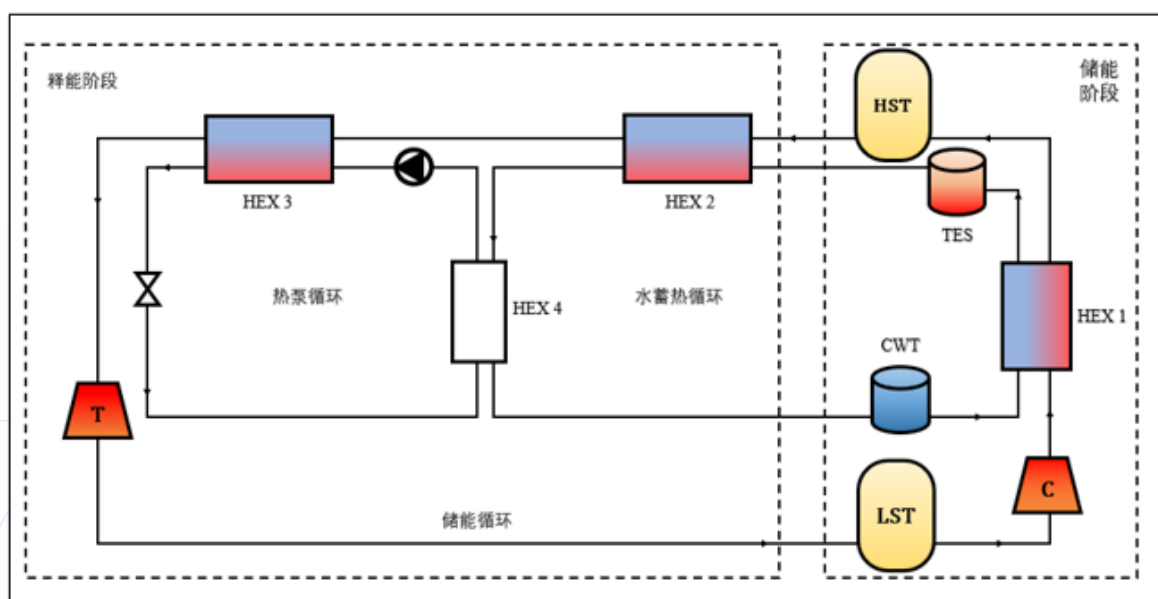 释能阶段
储能
阶段
HST
HEX 3
HEX 2
TES
热泵循环
HEX 4
水蓄热循环
HEX 1
CWT
T
C
LST
储能循环